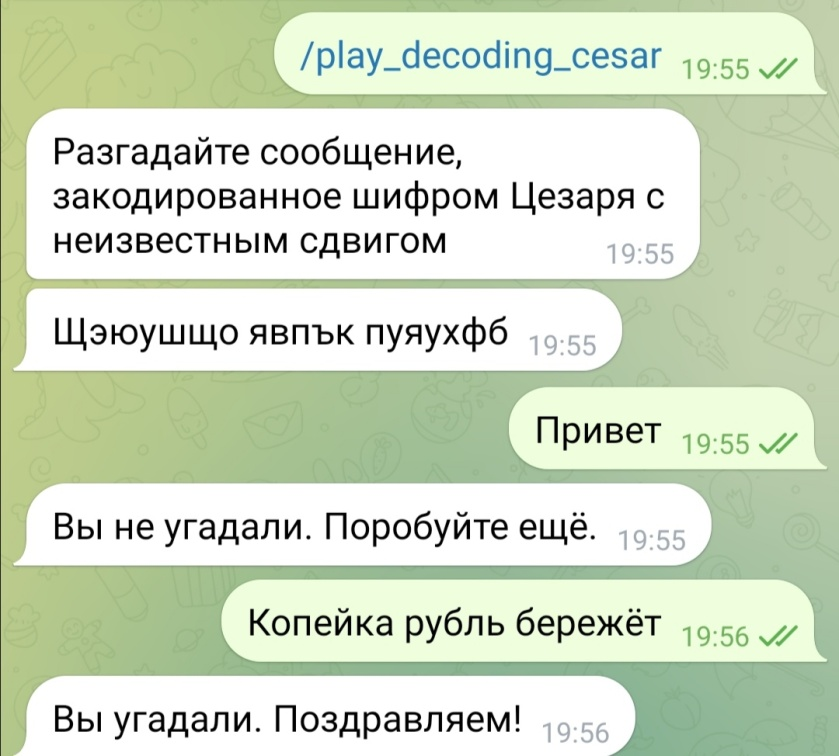 /play_decoding_cesar 19:55
Разгадайте сообщение,
закодированное шифром Цезаря с
неизвестным сдвигом 19:55
Щэюушщо явпък пуяухфб 19:55
Привет 19:55
Вы не угадали. Поробуйте ещё. 19:55
Копейка рубль бережёт 19:56
Вы угадали. Поздравляем! 19:56